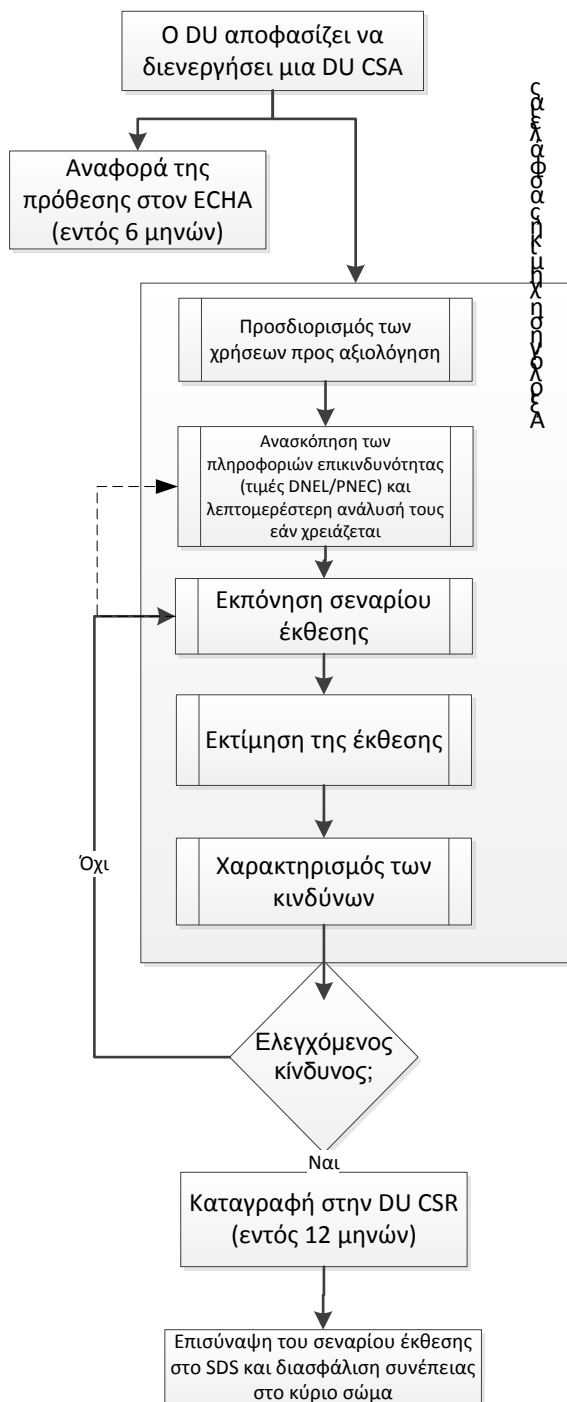 Ο DU αποφασίζει να
διενεργήσει μια DU CSA
Αναφορά της
πρόθεσης στον ECHA
(εντός 6 μηνών)
Αξιολόγηση χημικής ασφάλειας
Προσδιορισμός των
χρήσεων προς αξιολόγηση
Ανασκόπηση των
πληροφοριών επικινδυνότητας
(τιμές DNEL/PNEC) και
λεπτομερέστερη ανάλυσή τους
εάν χρειάζεται
Εκπόνηση σεναρίου
έκθεσης
Εκτίμηση της έκθεσης
Χαρακτηρισμός των
κινδύνων
Όχι
Ελεγχόμενος
κίνδυνος;
Ναι
Καταγραφή στην DU CSR
(εντός 12 μηνών)
Επισύναψη του σεναρίου έκθεσης
στο SDS και διασφάλιση συνέπειας
στο κύριο σώμα